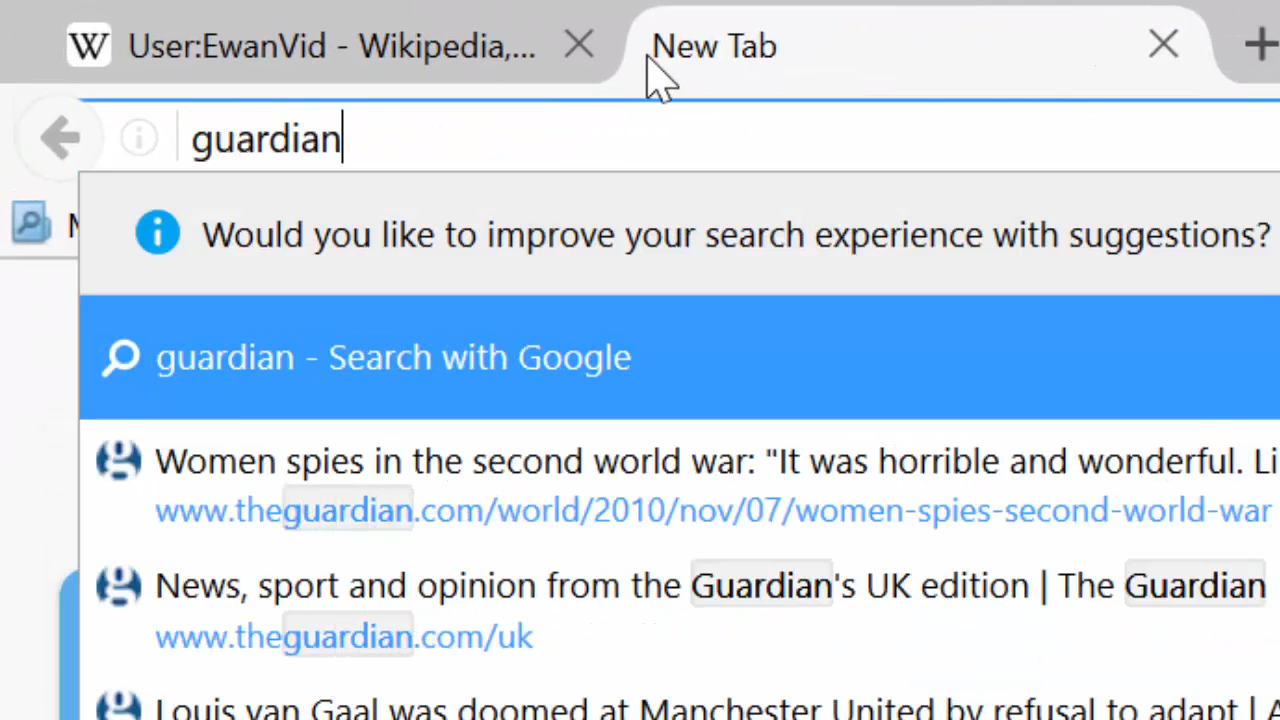 W User:EwanVid - Wikipedia,... New Tab
guardian
Would you like to improve your search experience with suggestions?
guardian - Search with Google
Women spies in the second world war: "It was horrible and wonderful. Li
www.theguardian.com/world/2010/nov/07/women-spies-second-world-war
News, sport and opinion from the Guardian's UK edition | The Guardian
www.theguardian.com/uk
Louis van Gaal was doomed at Manchester United by refusal to adapt |